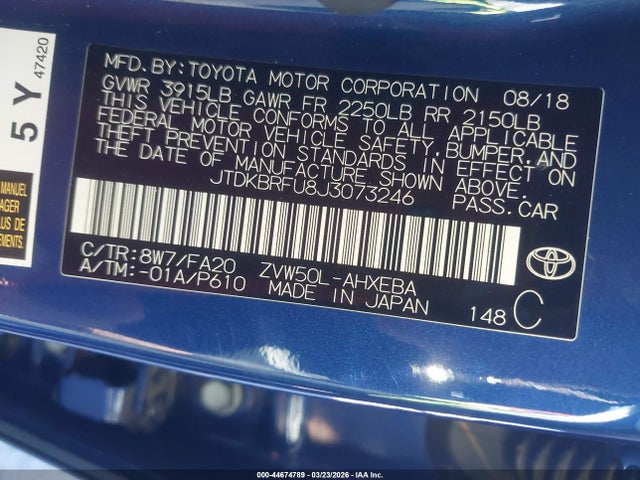 47420
5 Y
MANUEL
AGER
US DE
EMENTS.
MFD.BY:TOYOTA MOTOR CORPORATION 08/18
GVWR 3915LB GAWR FR 2250LB RR 2150LB
THIS VEHICLE CONFORMS TO ALL APPLICABLE
FEDERAL MOTOR VEHICLE SAFETY,BUMPER,AND
THEFT PREVENTION STANDARDS IN EFFECT ON
THE DATE OF MANUFACTURE SHOWN ABOVE.
JTDKBRFU8J3073246 PASS.CAR
C/TR:8W7/FA20 ZVW50L-AHXEBA
A/TM:-01A/P610 MADE IN JAPAN
TOYOTA
148 C
000-44674789 | 03/23/2026 - IAA, Inc.